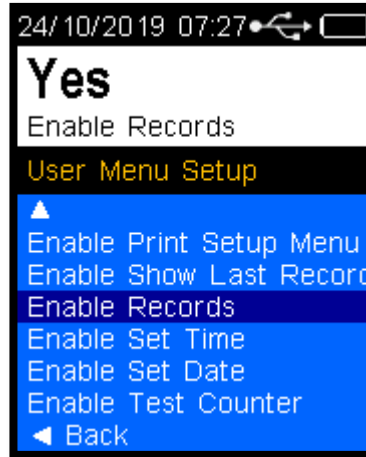 24/10/2019 07:27
Yes
Enable Records
User Menu Setup
Enable Print Setup Menu
Enable Show Last Record
Enable Records
Enable Set Time
Enable Set Date
Enable Test Counter
Back